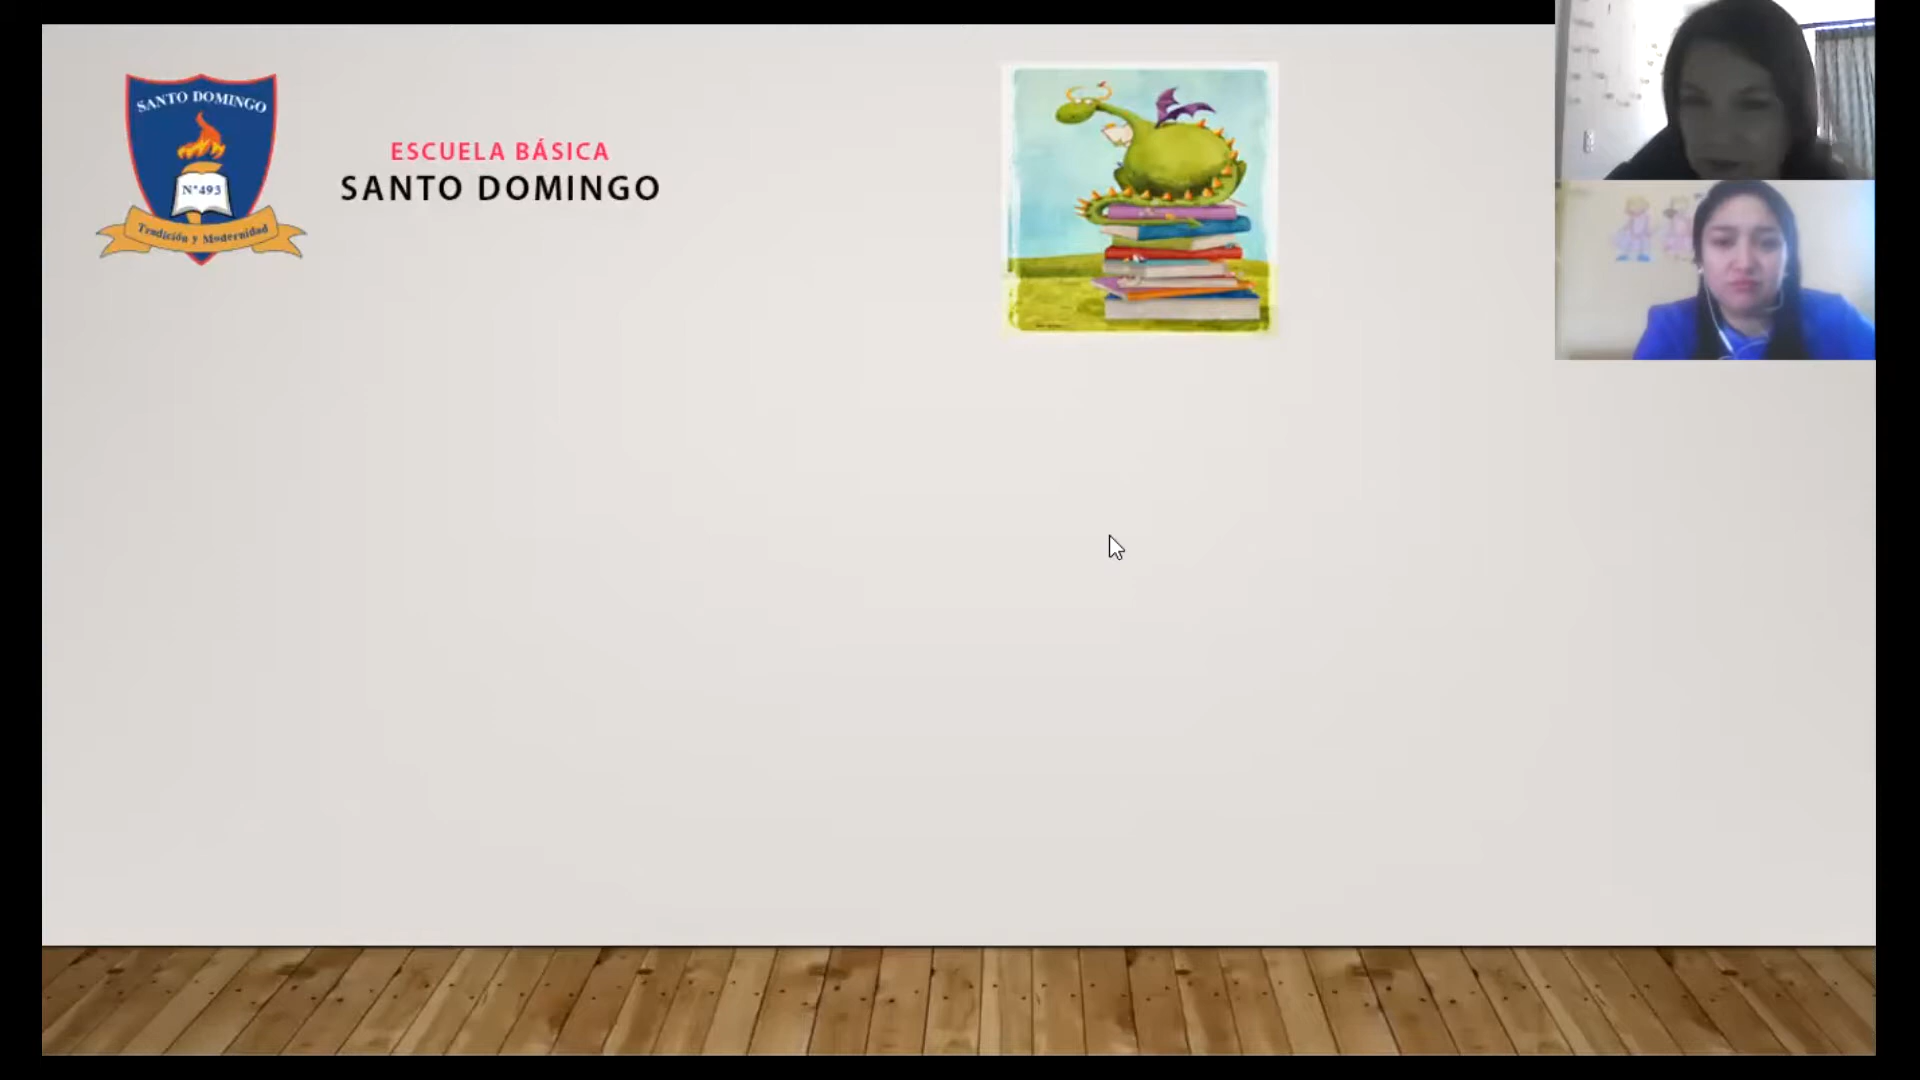 SANTO DOMINGO
N°493
Tradición y Modernidad
ESCUELA BÁSICA
SANTO DOMINGO